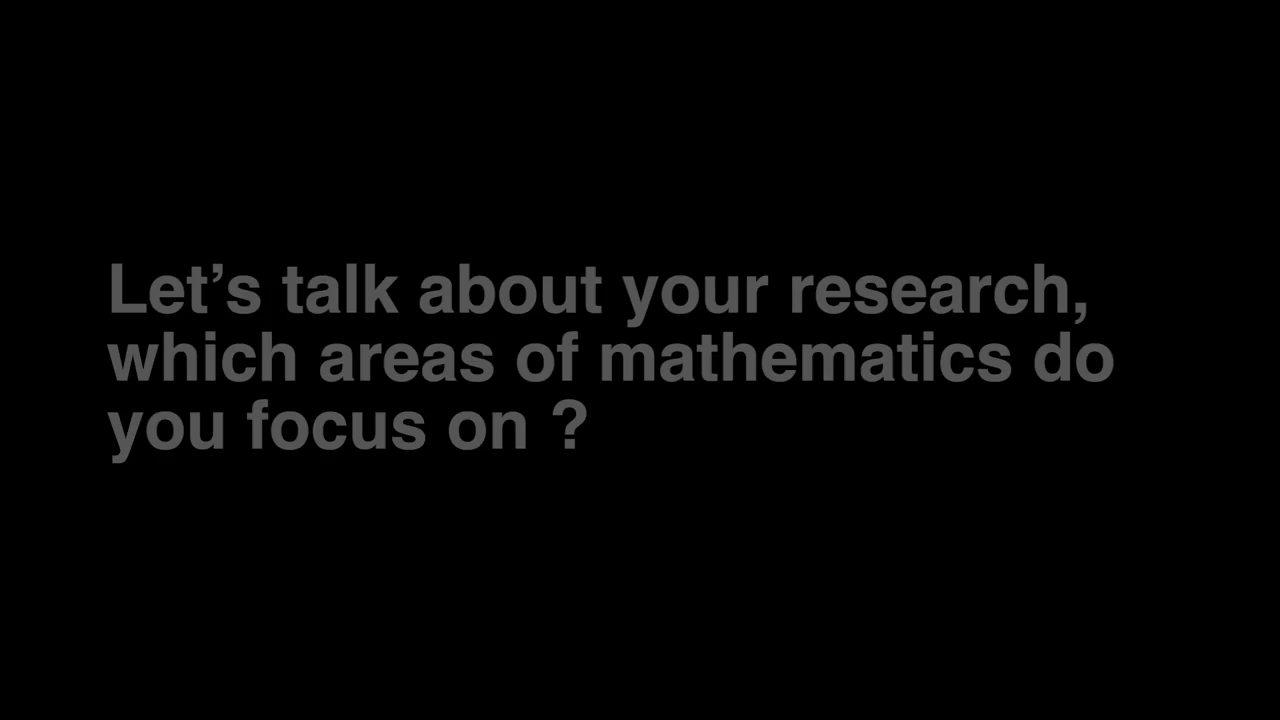 Let’s talk about your research,
which areas of mathematics do
you focus on ?